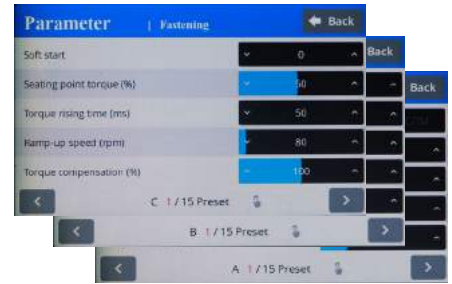 Parameter | Fastening Back
Soft start 0
Seating point torque (%) 50
Torque rising time (ms) 50
Ramp-up speed (rpm) 80
Torque compensation (%) 100
C 1/15 Preset
Back
B 1/15 Preset
Back
A 1/15 Preset